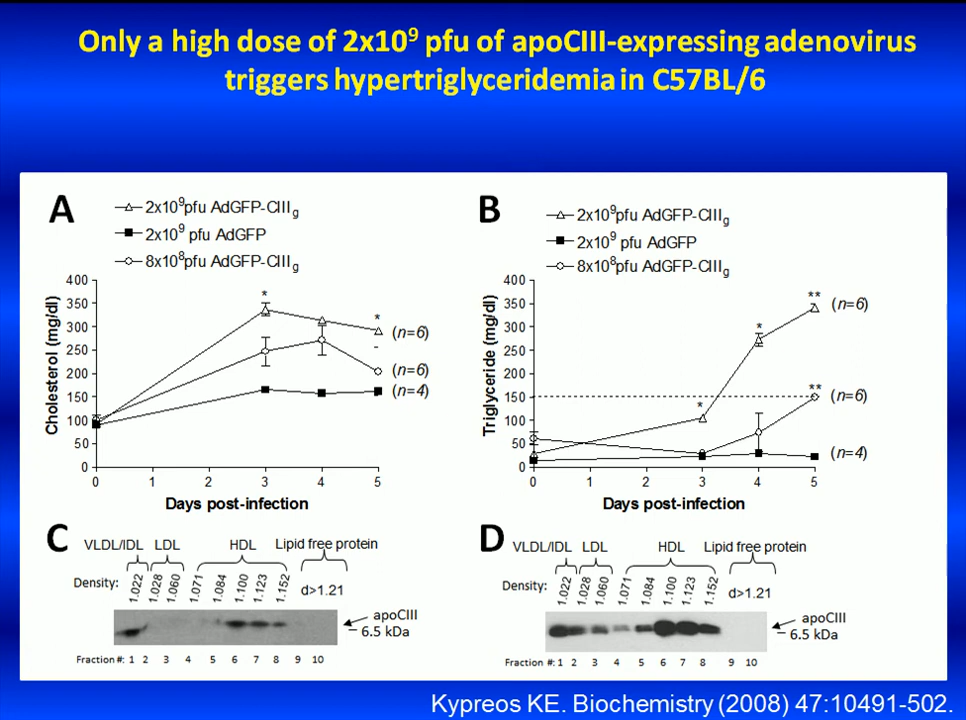 Only a high dose of 2x10⁹ pfu of apoCIII-expressing adenovirus
triggers hypertriglyceridemia in C57BL/6
A
2x10⁹pfu AdGFP-CIIIg
2x10⁹ pfu AdGFP
8x10⁸pfu AdGFP-CIIIg
Cholesterol (mg/dl)
400
350
300
250
200
150
100
50
0
*
*
(n=6)
(n=6)
(n=4)
0 1 2 3 4 5
Days post-infection
B
2x10⁹pfu AdGFP-CIIIg
2x10⁹ pfu AdGFP
8x10⁸pfu AdGFP-CIIIg
Triglyceride (mg/dl)
400
350
300
250
200
150
100
50
0
*
*
**
**
(n=6)
(n=6)
(n=4)
0 1 2 3 4 5
Days post-infection
C
VLDL/IDL LDL HDL Lipid free protein
Density: 1.022 1.028 1.060 1.071 1.084 1.100 1.123 1.152 d>1.21
apoCIII
– 6.5 kDa
Fraction #: 1 2 3 4 5 6 7 8 9 10
D
VLDL/IDL LDL HDL Lipid free protein
Density: 1.022 1.028 1.060 1.071 1.084 1.100 1.123 1.152 d>1.21
apoCIII
– 6.5 kDa
Fraction #: 1 2 3 4 5 6 7 8 9 10
Kypreos KE. Biochemistry (2008) 47:10491-502.